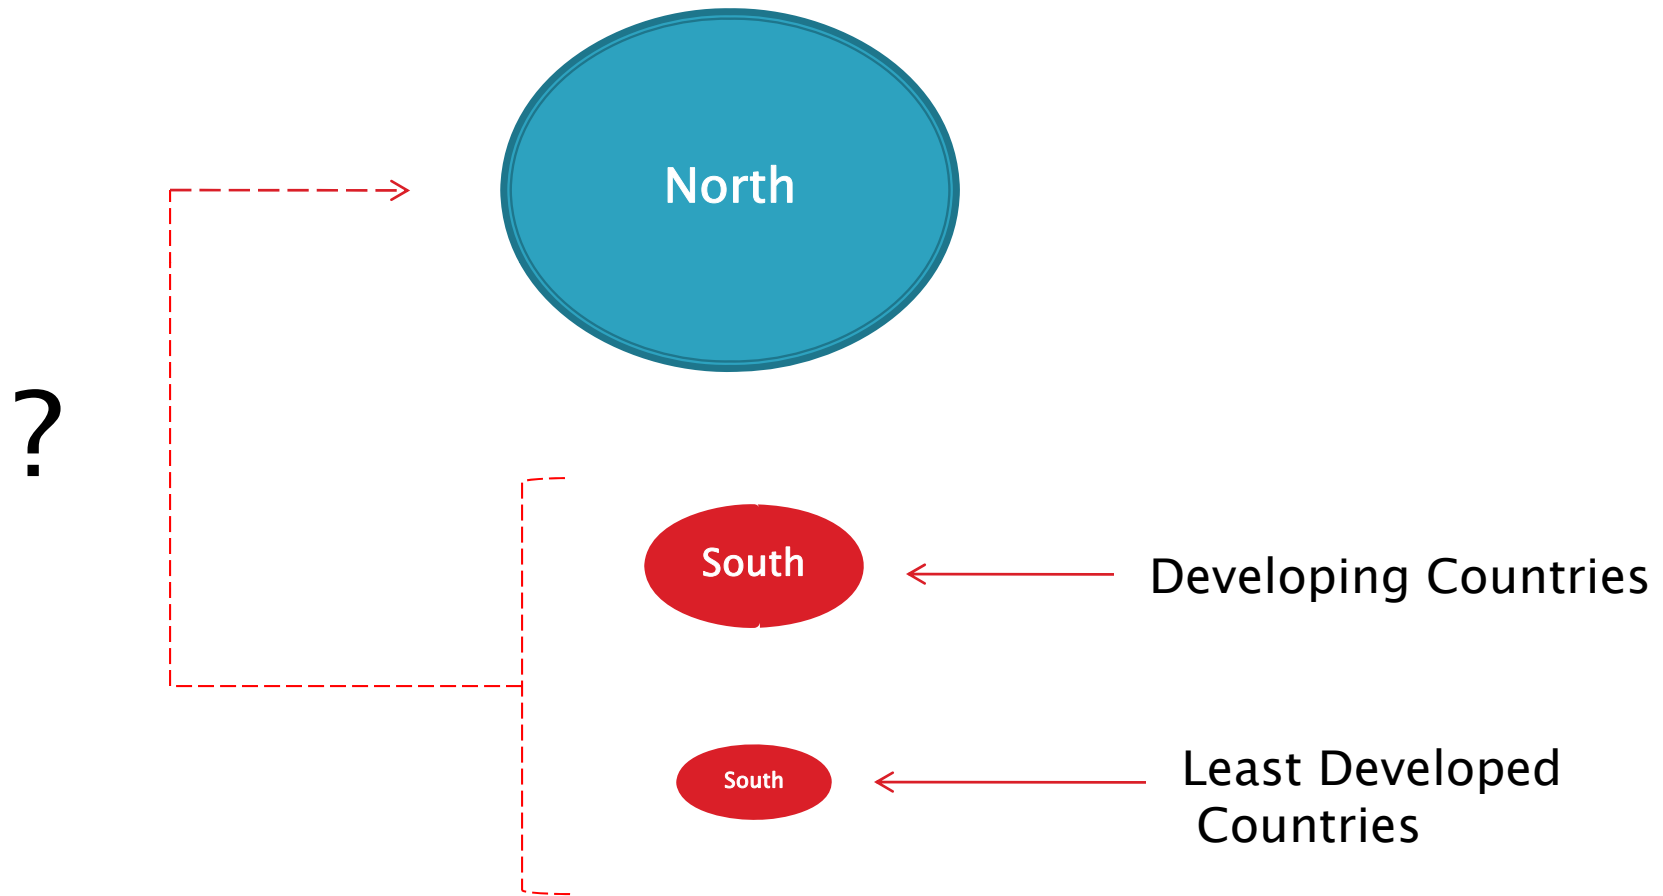 North
?
South
Developing Countries
South
Least Developed
Countries